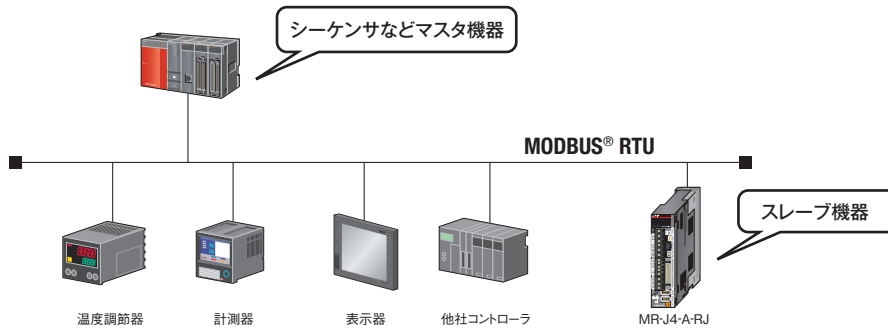 シーケンサなどマスタ機器
MODBUS® RTU
スレーブ機器
温度調節器
計測器
表示器
他社コントローラ
MR-J4-A-RJ